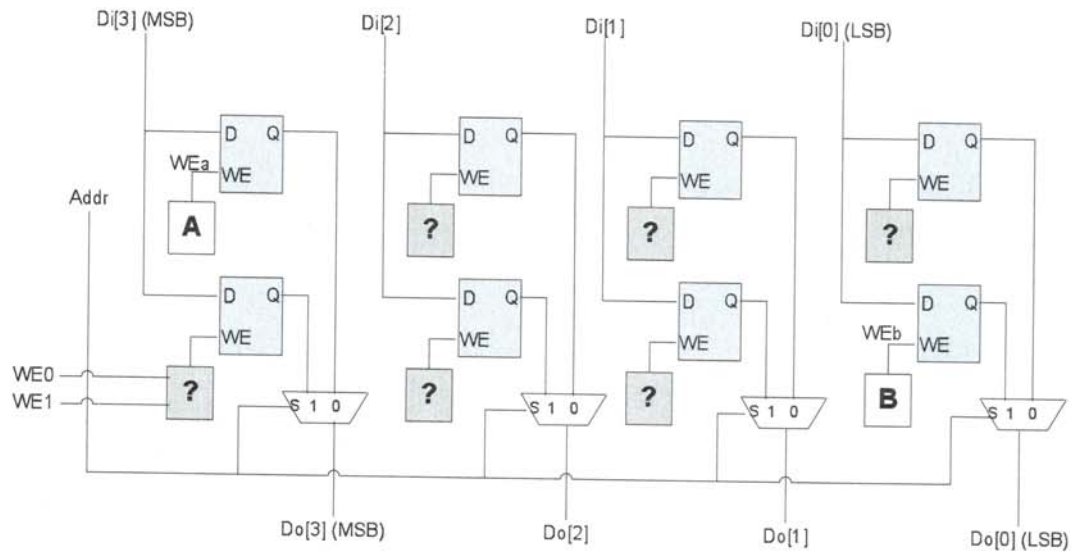 Di[3] (MSB) Di[2] Di[1] Di[0] (LSB)
D Q D Q D Q D Q
WEa WE WE WE WE
Addr
A ? ? ?
D Q D Q D Q D Q
WE WE WE WEb WE
WE0
WE1
? ? ? B
S 1 0 S 1 0 S 1 0 S 1 0
Do[3] (MSB) Do[2] Do[1] Do[0] (LSB)